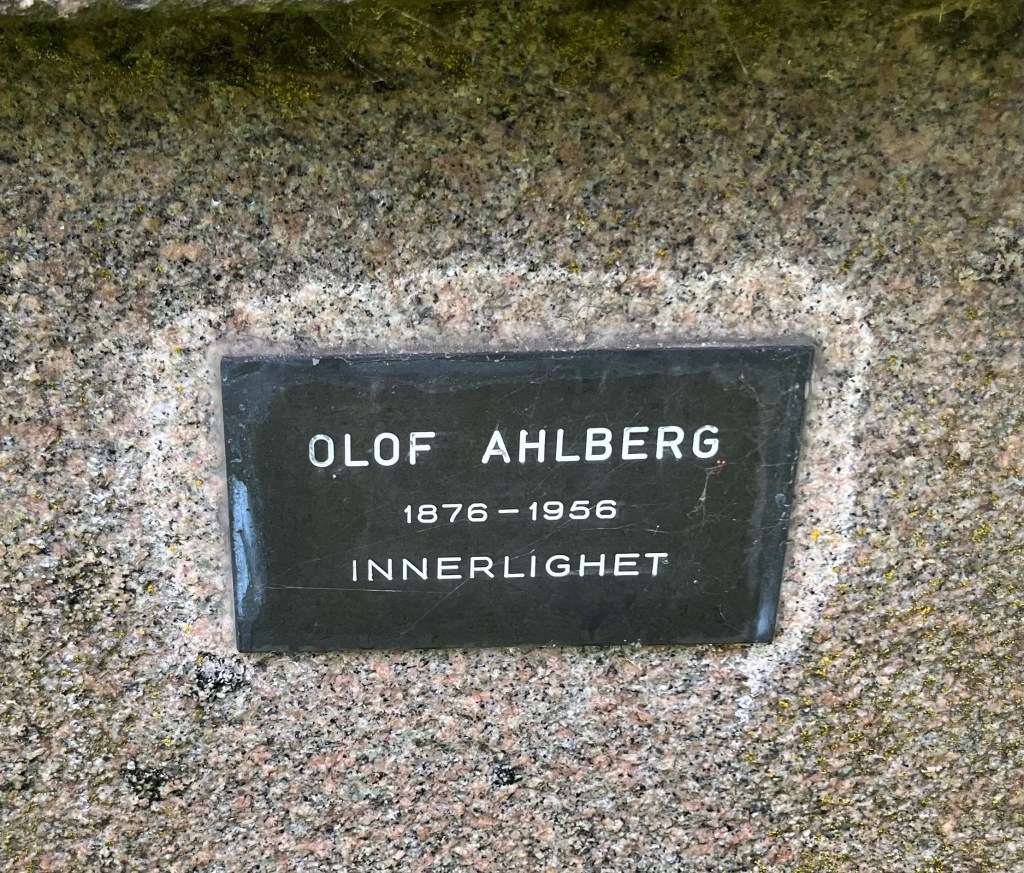 OLOF AHLBERG
1876 – 1956
INNERLIGHET